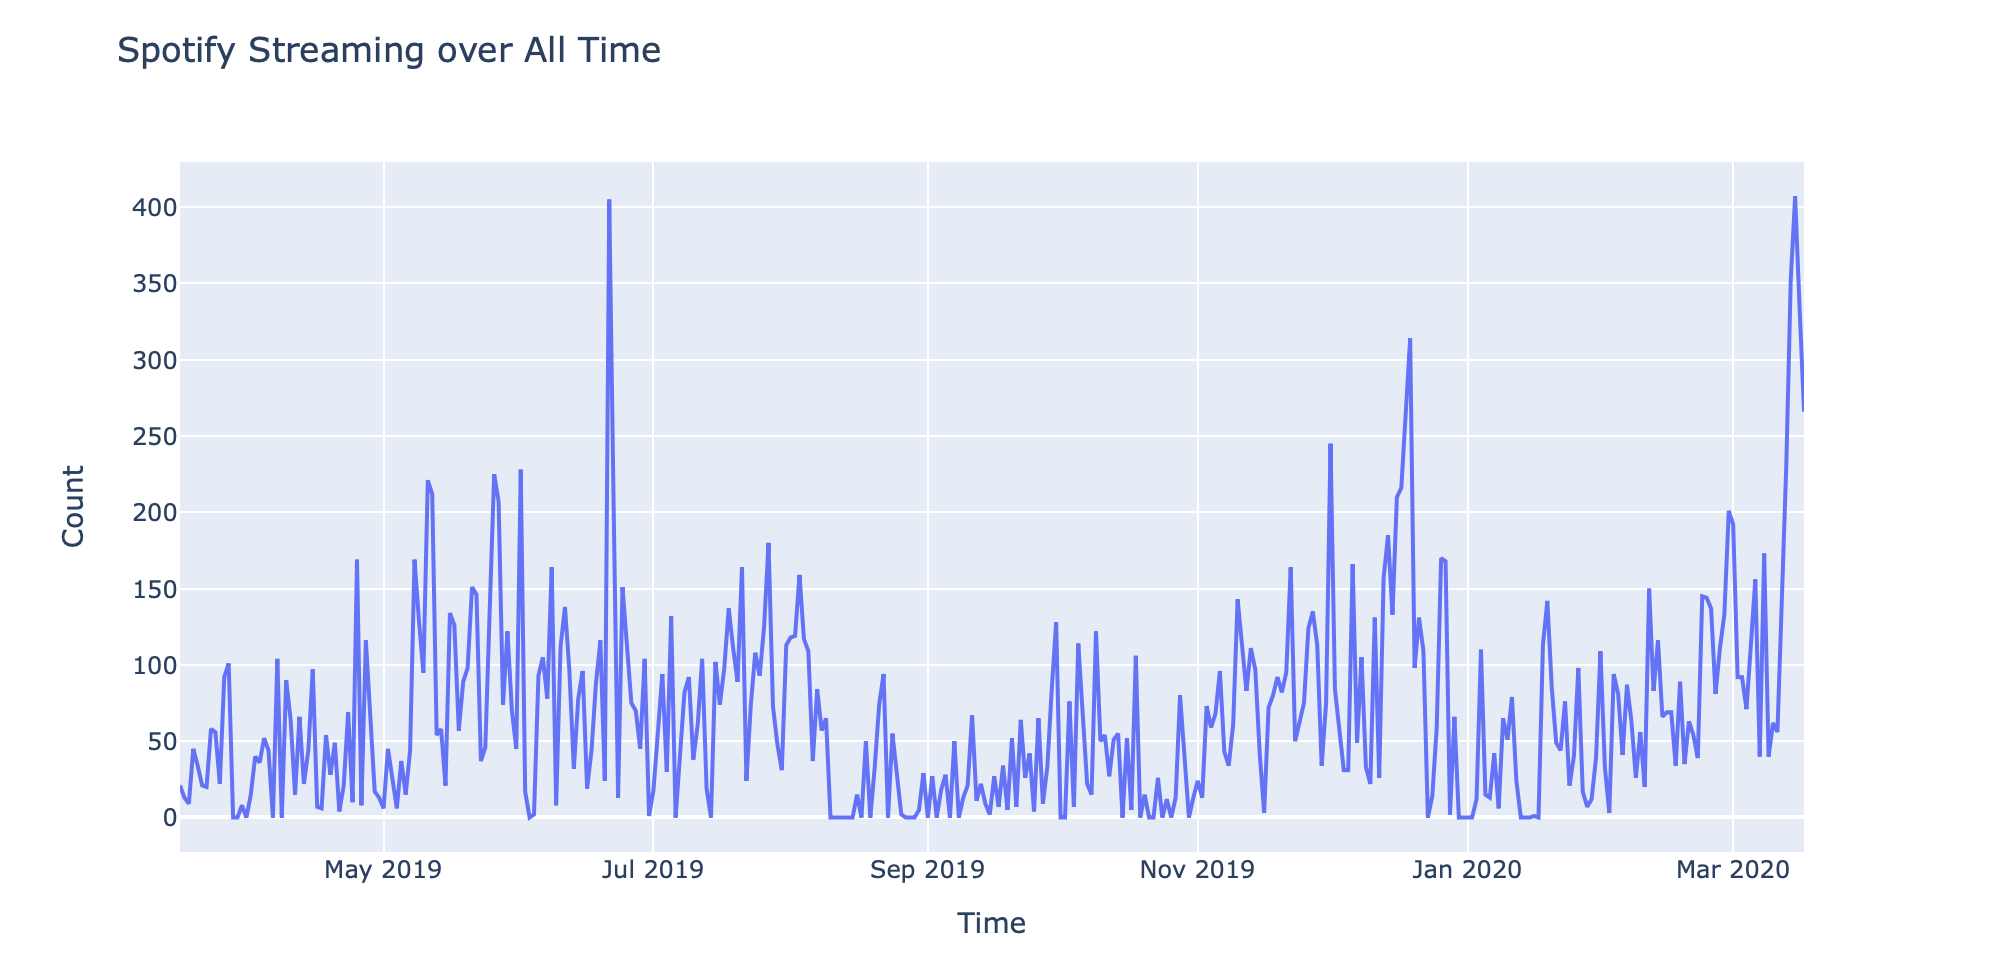 Spotify Streaming over All Time
400
350
300
250
200
150
100
50
0
Count
May 2019
Jul 2019
Sep 2019
Nov 2019
Jan 2020
Mar 2020
Time